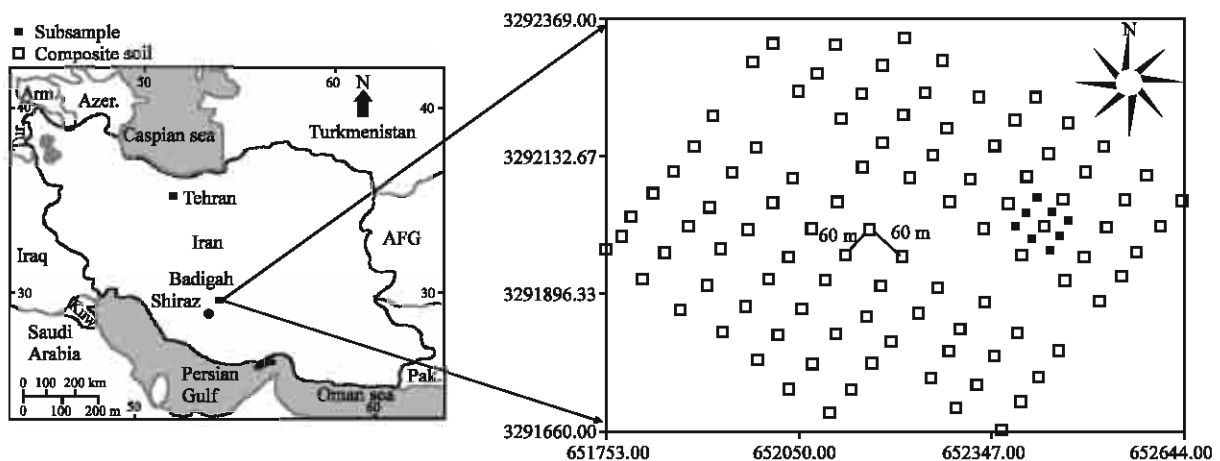 Subsample
Composite soil
50
60
N
Arm.
Azer.
40
40
Turkmenistan
Tur.
Caspian sea
Tehran
Iran
AFG
Iraq
Badigah
30
Shiraz
30
Kuw.
Saudi
Arabia
Persian
Gulf
Pak.
Oman sea
0 100 200 km
0 100 200 m
50
60
3292369.00
N
3292132.67
60 m
60 m
3291896.33
3291660.00
651753.00
652050.00
652347.00
652644.00